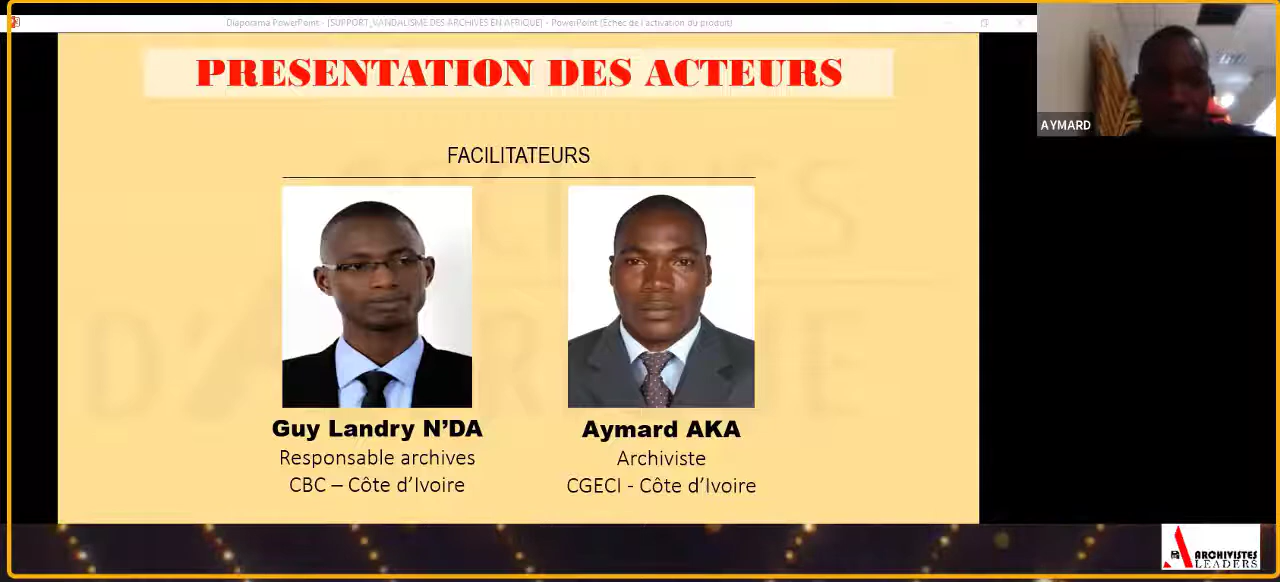 Diaporama PowerPoint - [SUPPORT_VANDALISME DES ARCHIVES EN AFRIQUE] - PowerPoint (Échec de l'activation du produit)
PRESENTATION DES ACTEURS
AYMARD
FACILITATEURS
Guy Landry N'DA
Aymard AKA
Responsable archives
Archiviste
CBC – Côte d'Ivoire
CGECI - Côte d'Ivoire
ARCHIVISTES
LEADERS